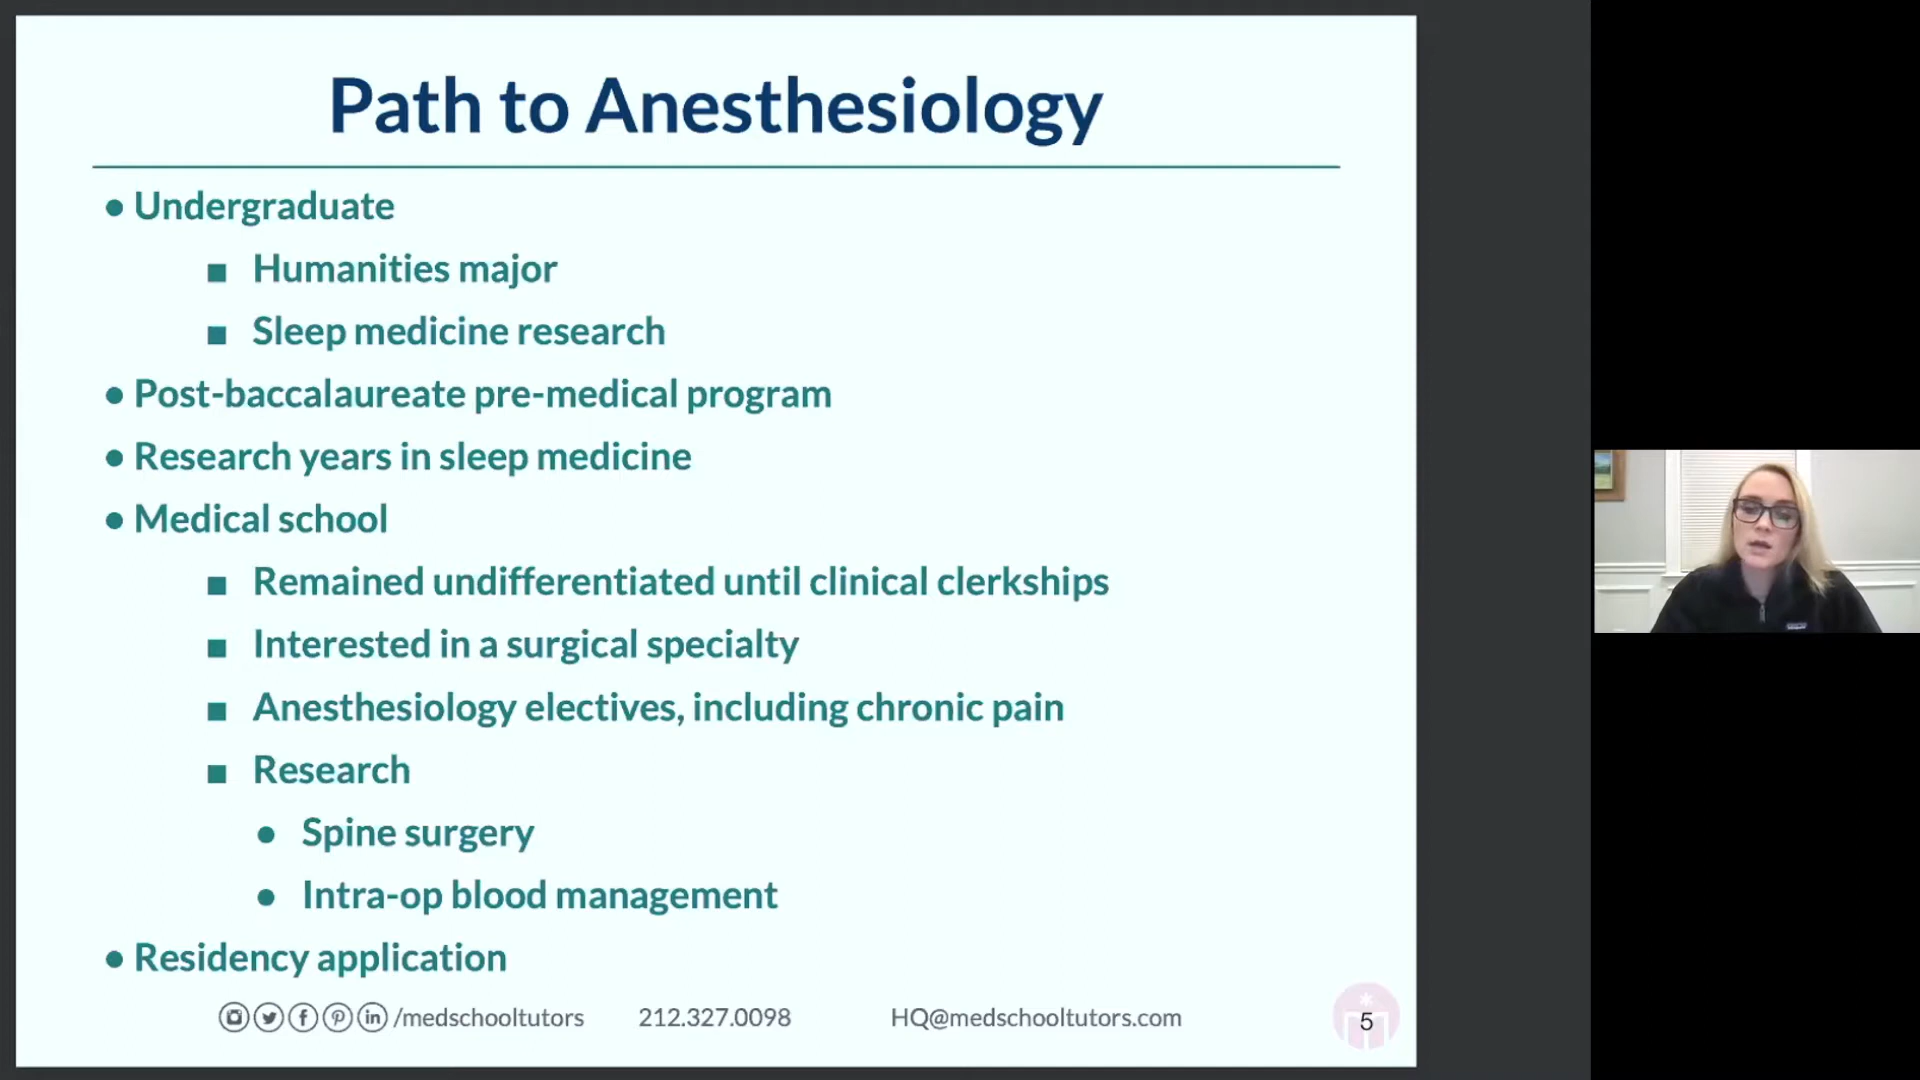 Path to Anesthesiology
Undergraduate
Humanities major
Sleep medicine research
Post-baccalaureate pre-medical program
Research years in sleep medicine
Medical school
Remained undifferentiated until clinical clerkships
Interested in a surgical specialty
Anesthesiology electives, including chronic pain
Research
Spine surgery
Intra-op blood management
Residency application
/medschooltutors 212.327.0098 HQ@medschooltutors.com 5